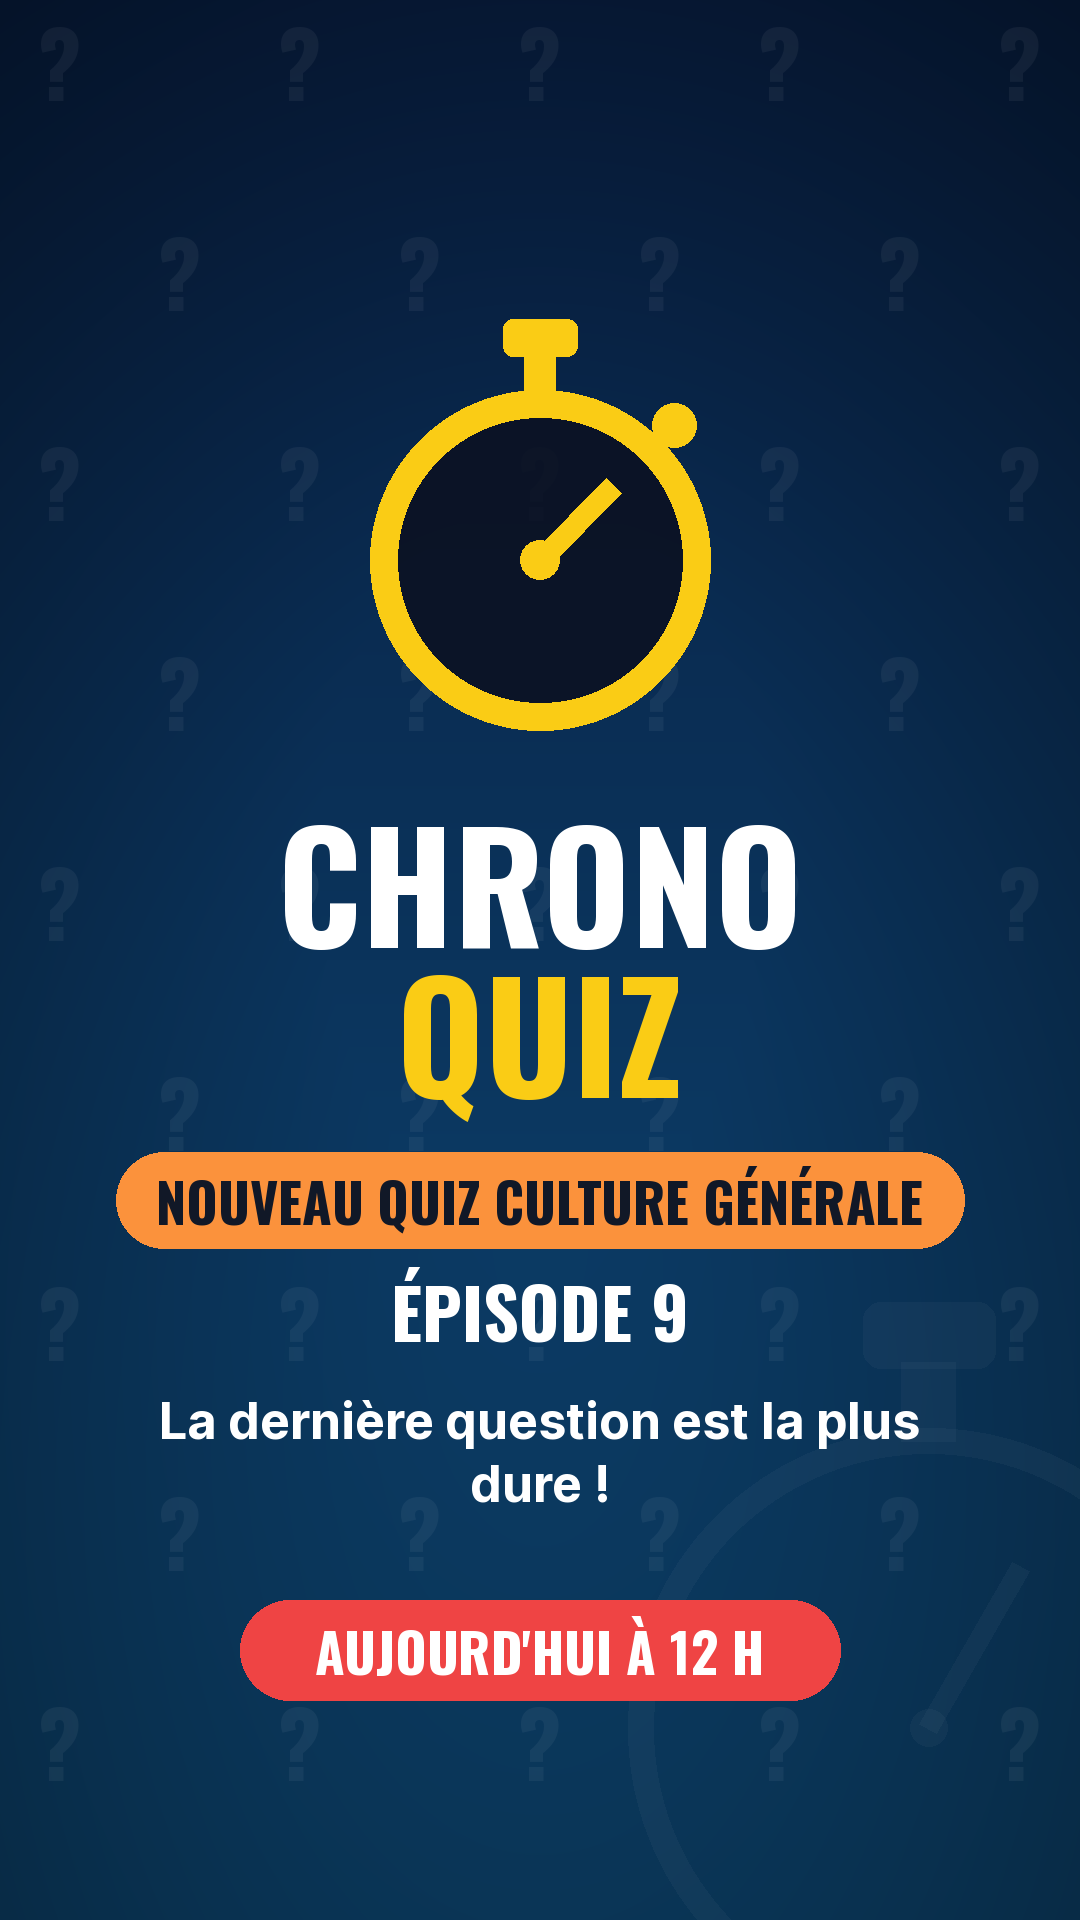 CHRONO
QUIZ
NOUVEAU QUIZ CULTURE GÉNÉRALE
ÉPISODE 9
La dernière question est la plus
dure !
AUJOURD'HUI À 12 H